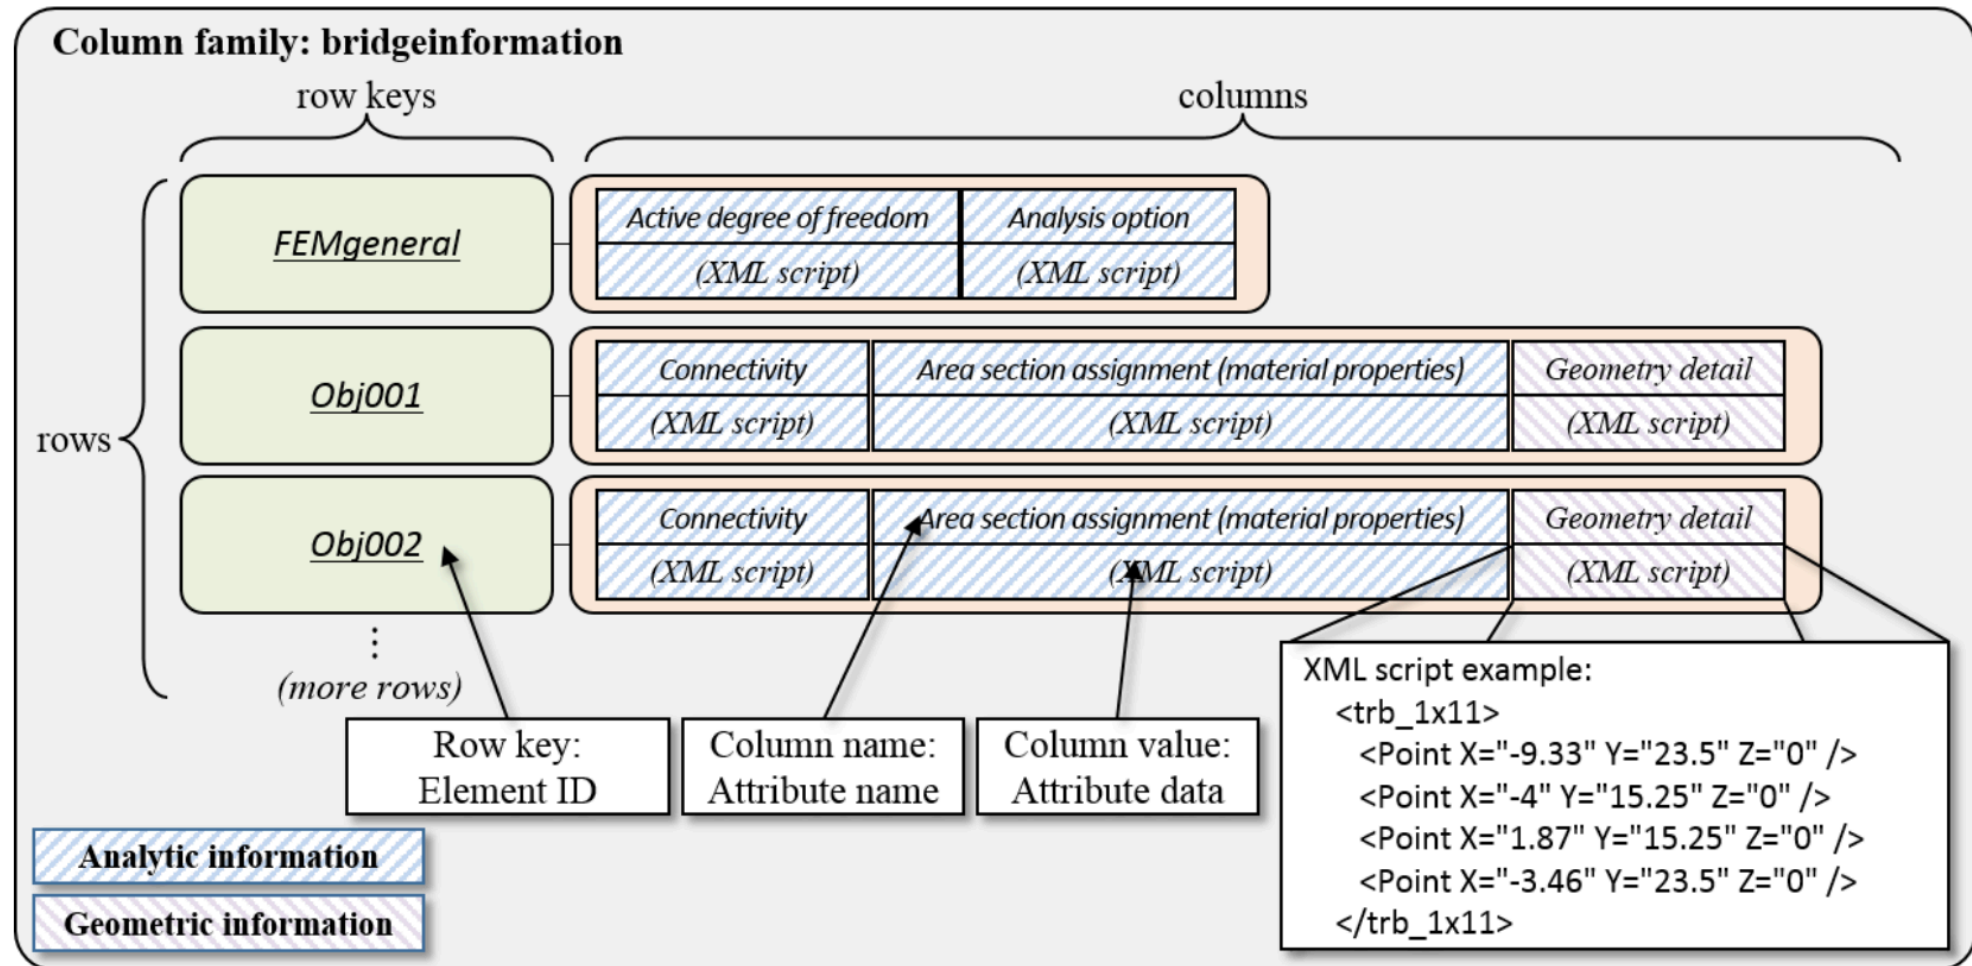 Column family: bridgeinformation
row keys
columns
rows
FEMgeneral
Active degree of freedom
Analysis option
(XML script)
(XML script)
Obj001
Connectivity
Area section assignment (material properties)
Geometry detail
(XML script)
(XML script)
(XML script)
Obj002
Connectivity
Area section assignment (material properties)
Geometry detail
(XML script)
(XML script)
(XML script)
⋮
(more rows)
Row key:
Element ID
Column name:
Attribute name
Column value:
Attribute data
XML script example:
<trb_1x11>
<Point X="-9.33" Y="23.5" Z="0" />
<Point X="-4" Y="15.25" Z="0" />
<Point X="1.87" Y="15.25" Z="0" />
<Point X="-3.46" Y="23.5" Z="0" />
</trb_1x11>
Analytic information
Geometric information